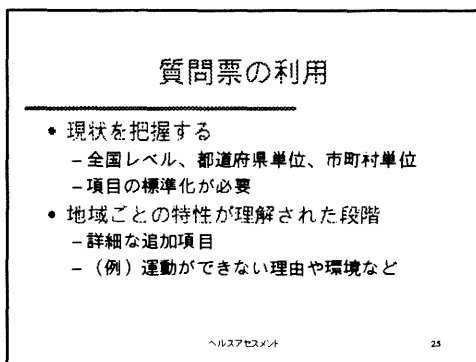 質問票の利用
• 現状を把握する
– 全国レベル、都道府県単位、市町村単位
– 項目の標準化が必要
• 地域ごとの特性が理解された段階
– 詳細な追加項目
– (例)運動ができない理由や環境など
ヘルスアセスメント 25